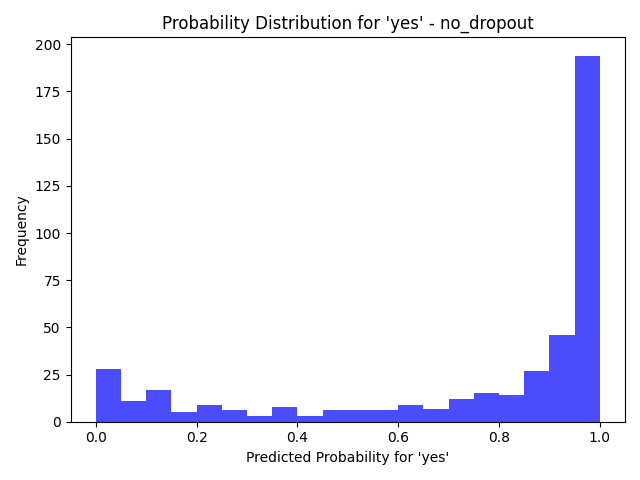 Probability Distribution for 'yes' - no_dropout
200
175
150
125
100
75
50
25
0
Frequency
0.0 0.2 0.4 0.6 0.8 1.0
Predicted Probability for 'yes'